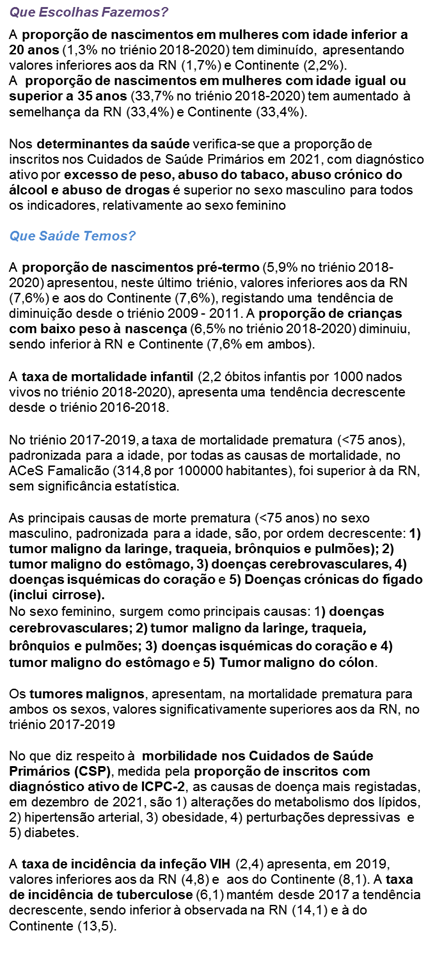 Que Escolhas Fazemos?
A proporção de nascimentos em mulheres com idade inferior a
20 anos (1,3% no triénio 2018-2020) tem diminuído, apresentando
valores inferiores aos da RN (1,7%) e Continente (2,2%).
A proporção de nascimentos em mulheres com idade igual ou
superior a 35 anos (33,7% no triénio 2018-2020) tem aumentado à
semelhança da RN (33,4%) e Continente (33,4%).
Nos determinantes da saúde verifica-se que a proporção de
inscritos nos Cuidados de Saúde Primários em 2021, com diagnóstico
ativo por excesso de peso, abuso do tabaco, abuso crónico do
álcool e abuso de drogas é superior no sexo masculino para todos
os indicadores, relativamente ao sexo feminino
Que Saúde Temos?
A proporção de nascimentos pré-termo (5,9% no triénio 2018-
2020) apresentou, neste último triénio, valores inferiores aos da RN
(7,6%) e aos do Continente (7,6%), registando uma tendência de
diminuição desde o triénio 2009 - 2011. A proporção de crianças
com baixo peso à nascença (6,5% no triénio 2018-2020) diminuiu,
sendo inferior à RN e Continente (7,6% em ambos).
A taxa de mortalidade infantil (2,2 óbitos infantis por 1000 nados
vivos no triénio 2018-2020), apresenta uma tendência decrescente
desde o triénio 2016-2018.
No triénio 2017-2019, a taxa de mortalidade prematura (<75 anos),
padronizada para a idade, por todas as causas de mortalidade, no
ACeS Famalicão (314,8 por 100000 habitantes), foi superior à da RN,
sem significância estatística.
As principais causas de morte prematura (<75 anos) no sexo
masculino, padronizada para a idade, são, por ordem decrescente: 1)
tumor maligno da laringe, traqueia, brônquios e pulmões); 2)
tumor maligno do estômago, 3) doenças cerebrovasculares, 4)
doenças isquémicas do coração e 5) Doenças crónicas do fígado
(inclui cirrose).
No sexo feminino, surgem como principais causas: 1) doenças
cerebrovasculares; 2) tumor maligno da laringe, traqueia,
brônquios e pulmões; 3) doenças isquémicas do coração e 4)
tumor maligno do estômago e 5) Tumor maligno do cólon.
Os tumores malignos, apresentam, na mortalidade prematura para
ambos os sexos, valores significativamente superiores aos da RN, no
triénio 2017-2019
No que diz respeito à morbilidade nos Cuidados de Saúde
Primários (CSP), medida pela proporção de inscritos com
diagnóstico ativo de ICPC-2, as causas de doença mais registadas,
em dezembro de 2021, são 1) alterações do metabolismo dos lípidos,
2) hipertensão arterial, 3) obesidade, 4) perturbações depressivas e
5) diabetes.
A taxa de incidência da infeção VIH (2,4) apresenta, em 2019,
valores inferiores aos da RN (4,8) e aos do Continente (8,1). A taxa
de incidência de tuberculose (6,1) mantém desde 2017 a tendência
decrescente, sendo inferior à observada na RN (14,1) e à do
Continente (13,5).